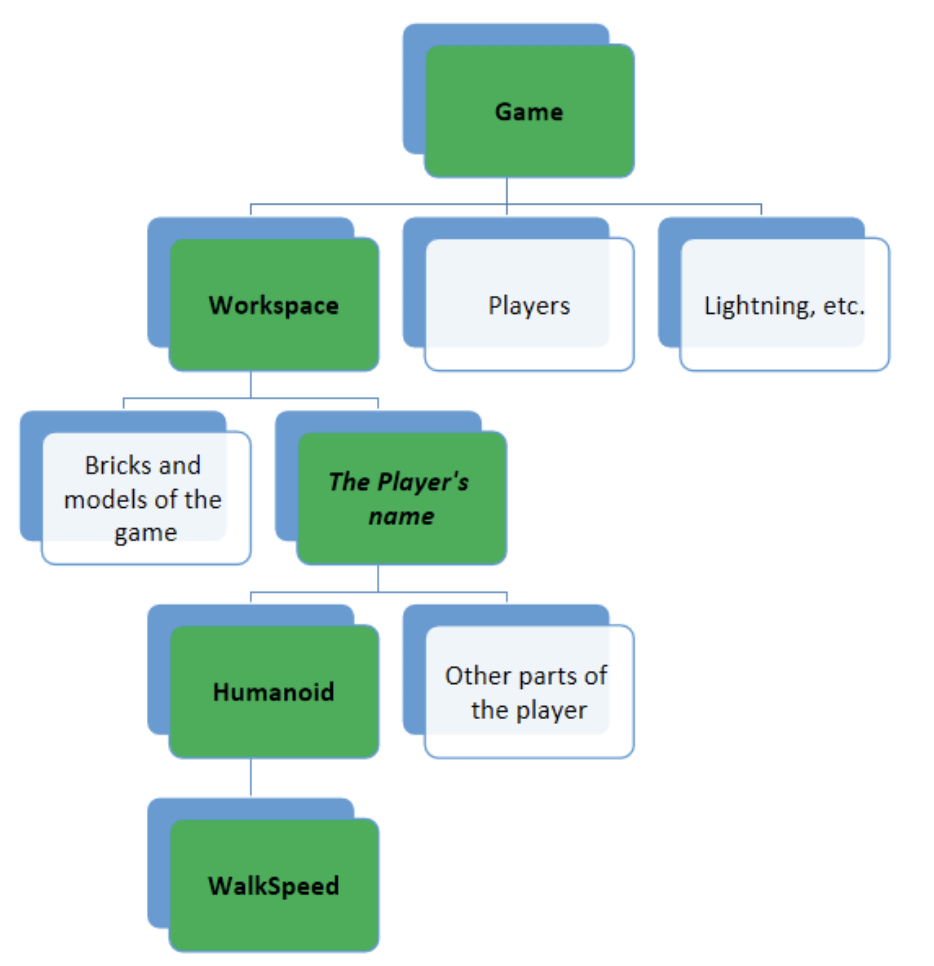 Game
Workspace
Players
Lightning, etc.
Bricks and
models of the
game
The Player's
name
Humanoid
Other parts of
the player
WalkSpeed